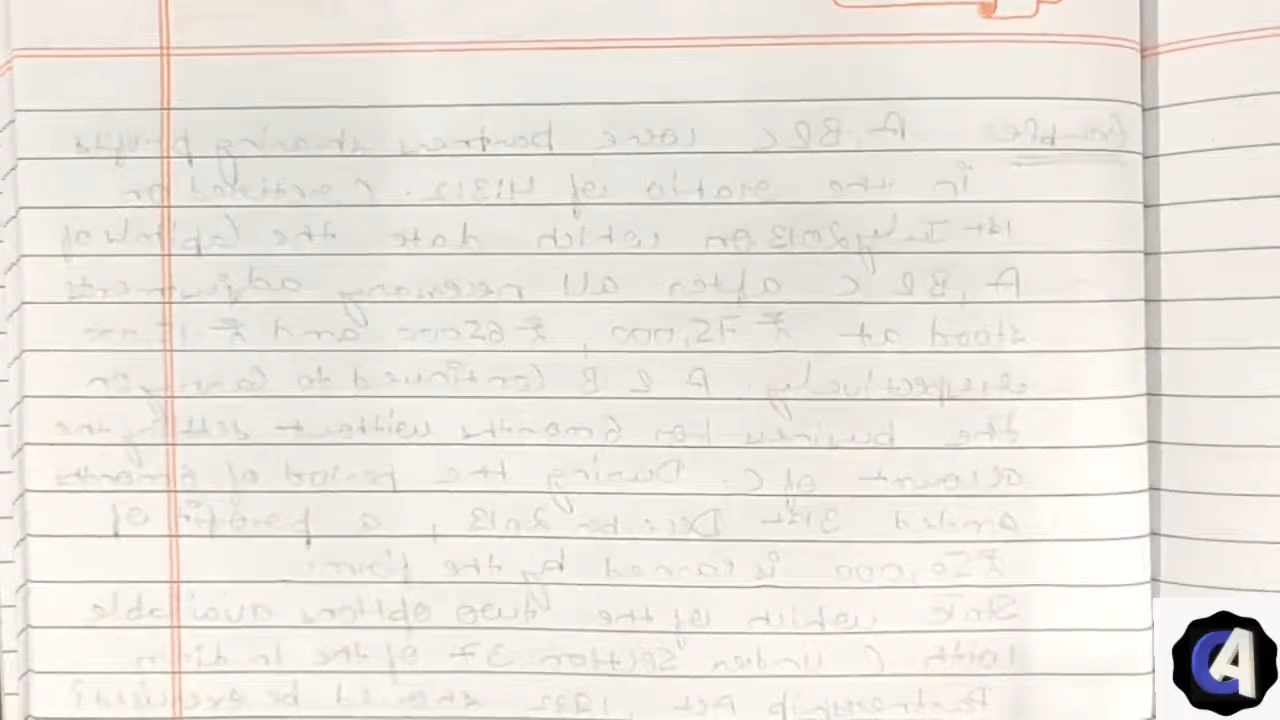 Example A, B & C were partners sharing profits
in the ratio of 4:3:2. C retired on
1st July 2013 on which date the Capitals of
A, B & C after all necessary adjustments
stood at ₹ 75,000, ₹ 65000 and ₹
respectively. A & B continued to carry on
the business for 6 months without settling the
account of C. During the period of 6 months
ended 31st December 2013, a profit of
₹ 50,000 is earned by the firm.
State which of the two options available
with C under Section 37 of the Indian
Partnership Act, 1932 should be exercised
CA